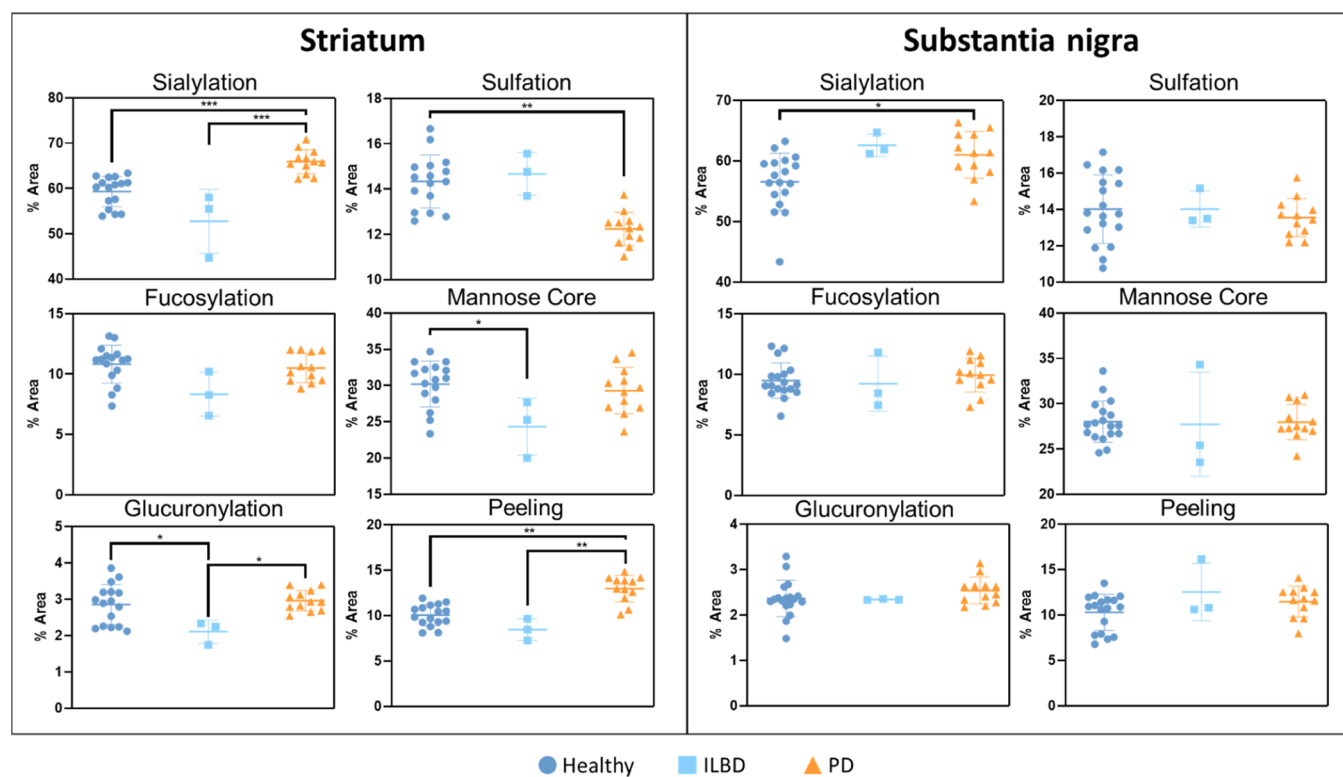 Striatum
Substantia nigra
Sialylation
% Area
80
70
60
50
40
***
***
Sulfation
% Area
18
16
14
12
10
**
Sialylation
% Area
70
60
50
40
*
Sulfation
% Area
20
18
16
14
12
10
Fucosylation
% Area
15
10
5
0
Mannose Core
% Area
40
35
30
25
20
15
*
Fucosylation
% Area
15
10
5
0
Mannose Core
% Area
40
35
30
25
20
Glucuronylation
% Area
5
4
3
2
1
0
*
*
Peeling
% Area
20
15
10
5
0
**
**
Glucuronylation
% Area
4
3
2
1
0
Peeling
% Area
20
15
10
5
0
Healthy ILBD PD